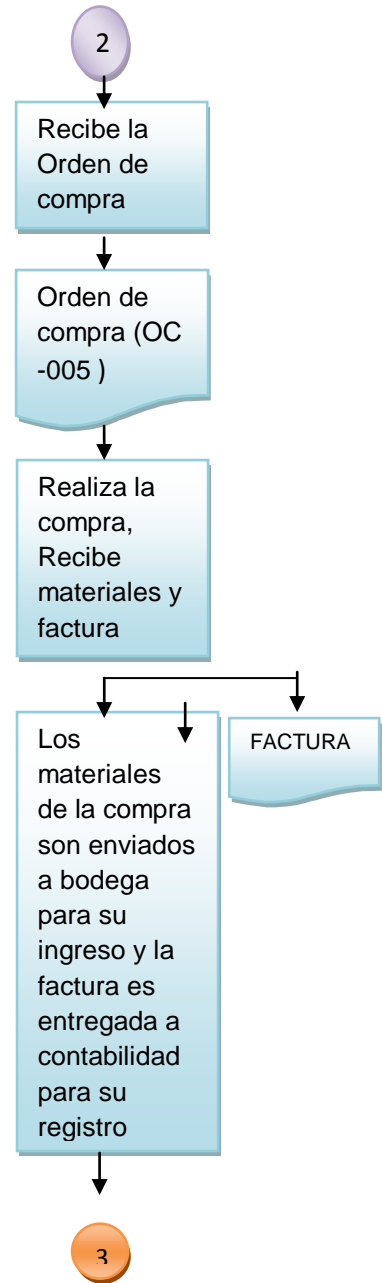 2
Recibe la
Orden de
compra
Orden de
compra (OC
-005 )
Realiza la
compra,
Recibe
materiales y
factura
Los
materiales
de la compra
son enviados
a bodega
para su
ingreso y la
factura es
entregada a
contabilidad
para su
registro
FACTURA
3